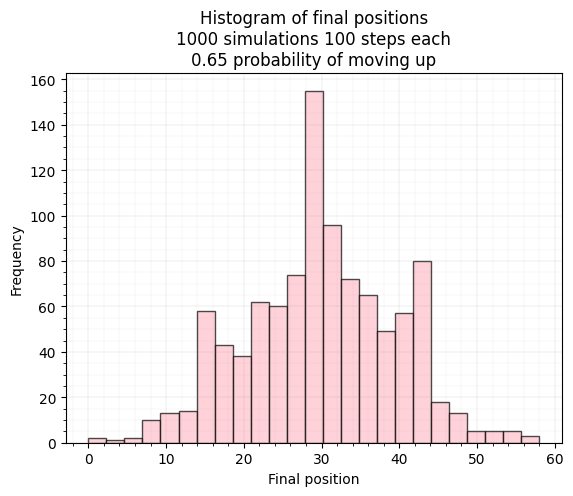 Histogram of final positions
1000 simulations 100 steps each
0.65 probability of moving up
160
140
120
100
80
60
40
20
0
Frequency
0 10 20 30 40 50 60
Final position